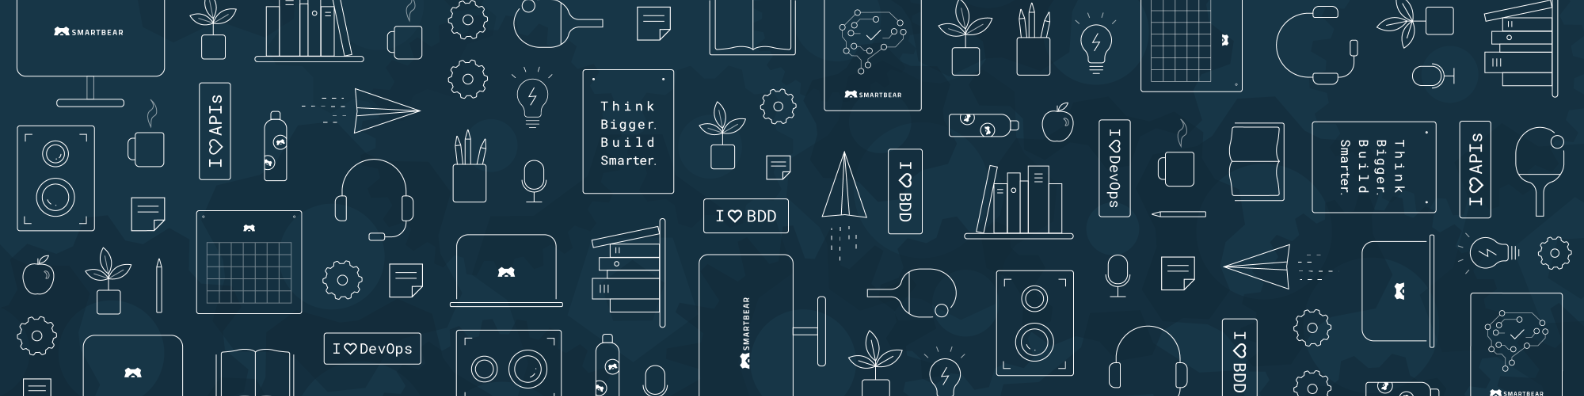 SMARTBEAR
I ♡ APIs
Think
Bigger.
Build
Smarter.
I ♡ BDD
I ♡ DevOps
SMARTBEAR
SMARTBEAR
I ♡ BDD
I ♡ DevOps
Think
Bigger.
Build
Smarter.
I ♡ APIs
I ♡ BDD
SMARTBEAR